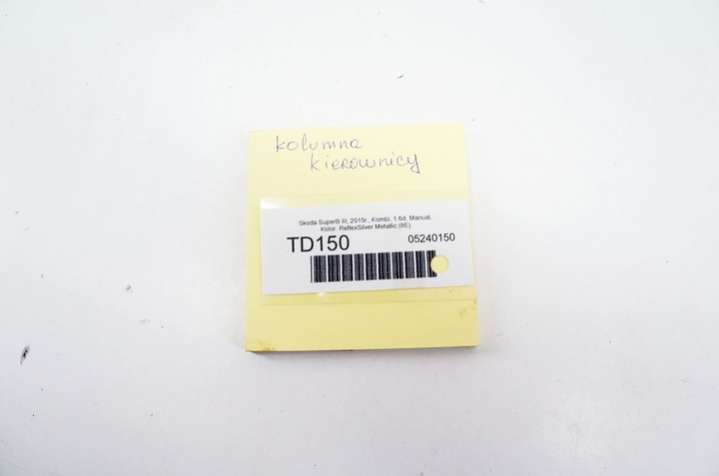 kolumna
kierownicy
Skoda SuperB III, 2015r., Kombi, 1.6d, Manual,
Kolor: ReflexSilver Metallic (8E)
TD150 05240150